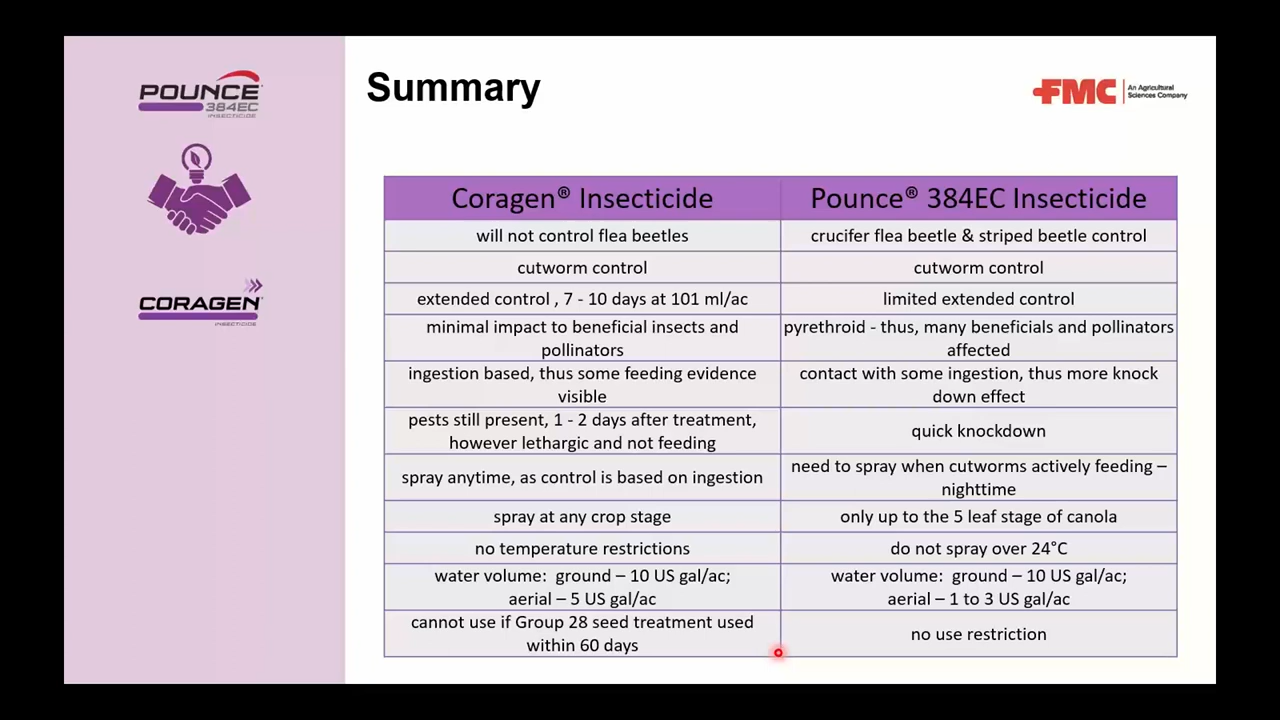 POUNCE
384EC
INSECTICIDE
CORAGEN
INSECTICIDE
Summary
FMC
An Agricultural
Sciences Company
Coragen® Insecticide
Pounce® 384EC Insecticide
will not control flea beetles
crucifer flea beetle & striped beetle control
cutworm control
cutworm control
extended control , 7 - 10 days at 101 ml/ac
limited extended control
minimal impact to beneficial insects and
pollinators
pyrethroid - thus, many beneficials and pollinators
affected
ingestion based, thus some feeding evidence
visible
contact with some ingestion, thus more knock
down effect
pests still present, 1 - 2 days after treatment,
however lethargic and not feeding
quick knockdown
spray anytime, as control is based on ingestion
need to spray when cutworms actively feeding –
nighttime
spray at any crop stage
only up to the 5 leaf stage of canola
no temperature restrictions
do not spray over 24°C
water volume: ground – 10 US gal/ac;
aerial – 5 US gal/ac
water volume: ground – 10 US gal/ac;
aerial – 1 to 3 US gal/ac
cannot use if Group 28 seed treatment used
within 60 days
no use restriction